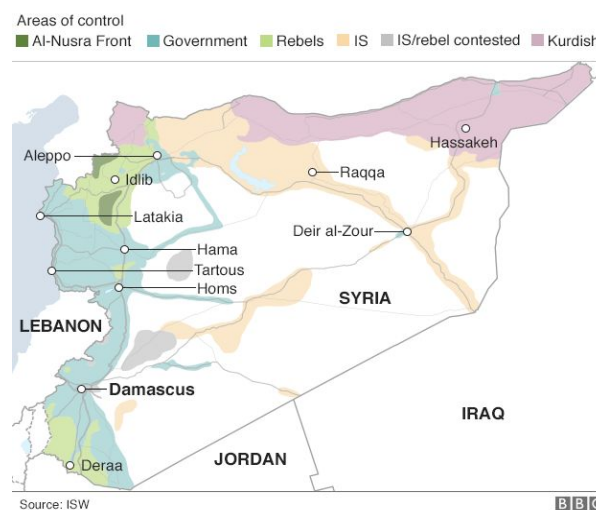 Areas of control
Al-Nusra Front Government Rebels IS IS/rebel contested Kurdish
Aleppo
Hassakeh
Idlib
Raqqa
Latakia
Deir al-Zour
Hama
Tartous
Homs
SYRIA
LEBANON
Damascus
IRAQ
JORDAN
Deraa
Source: ISW
BBC